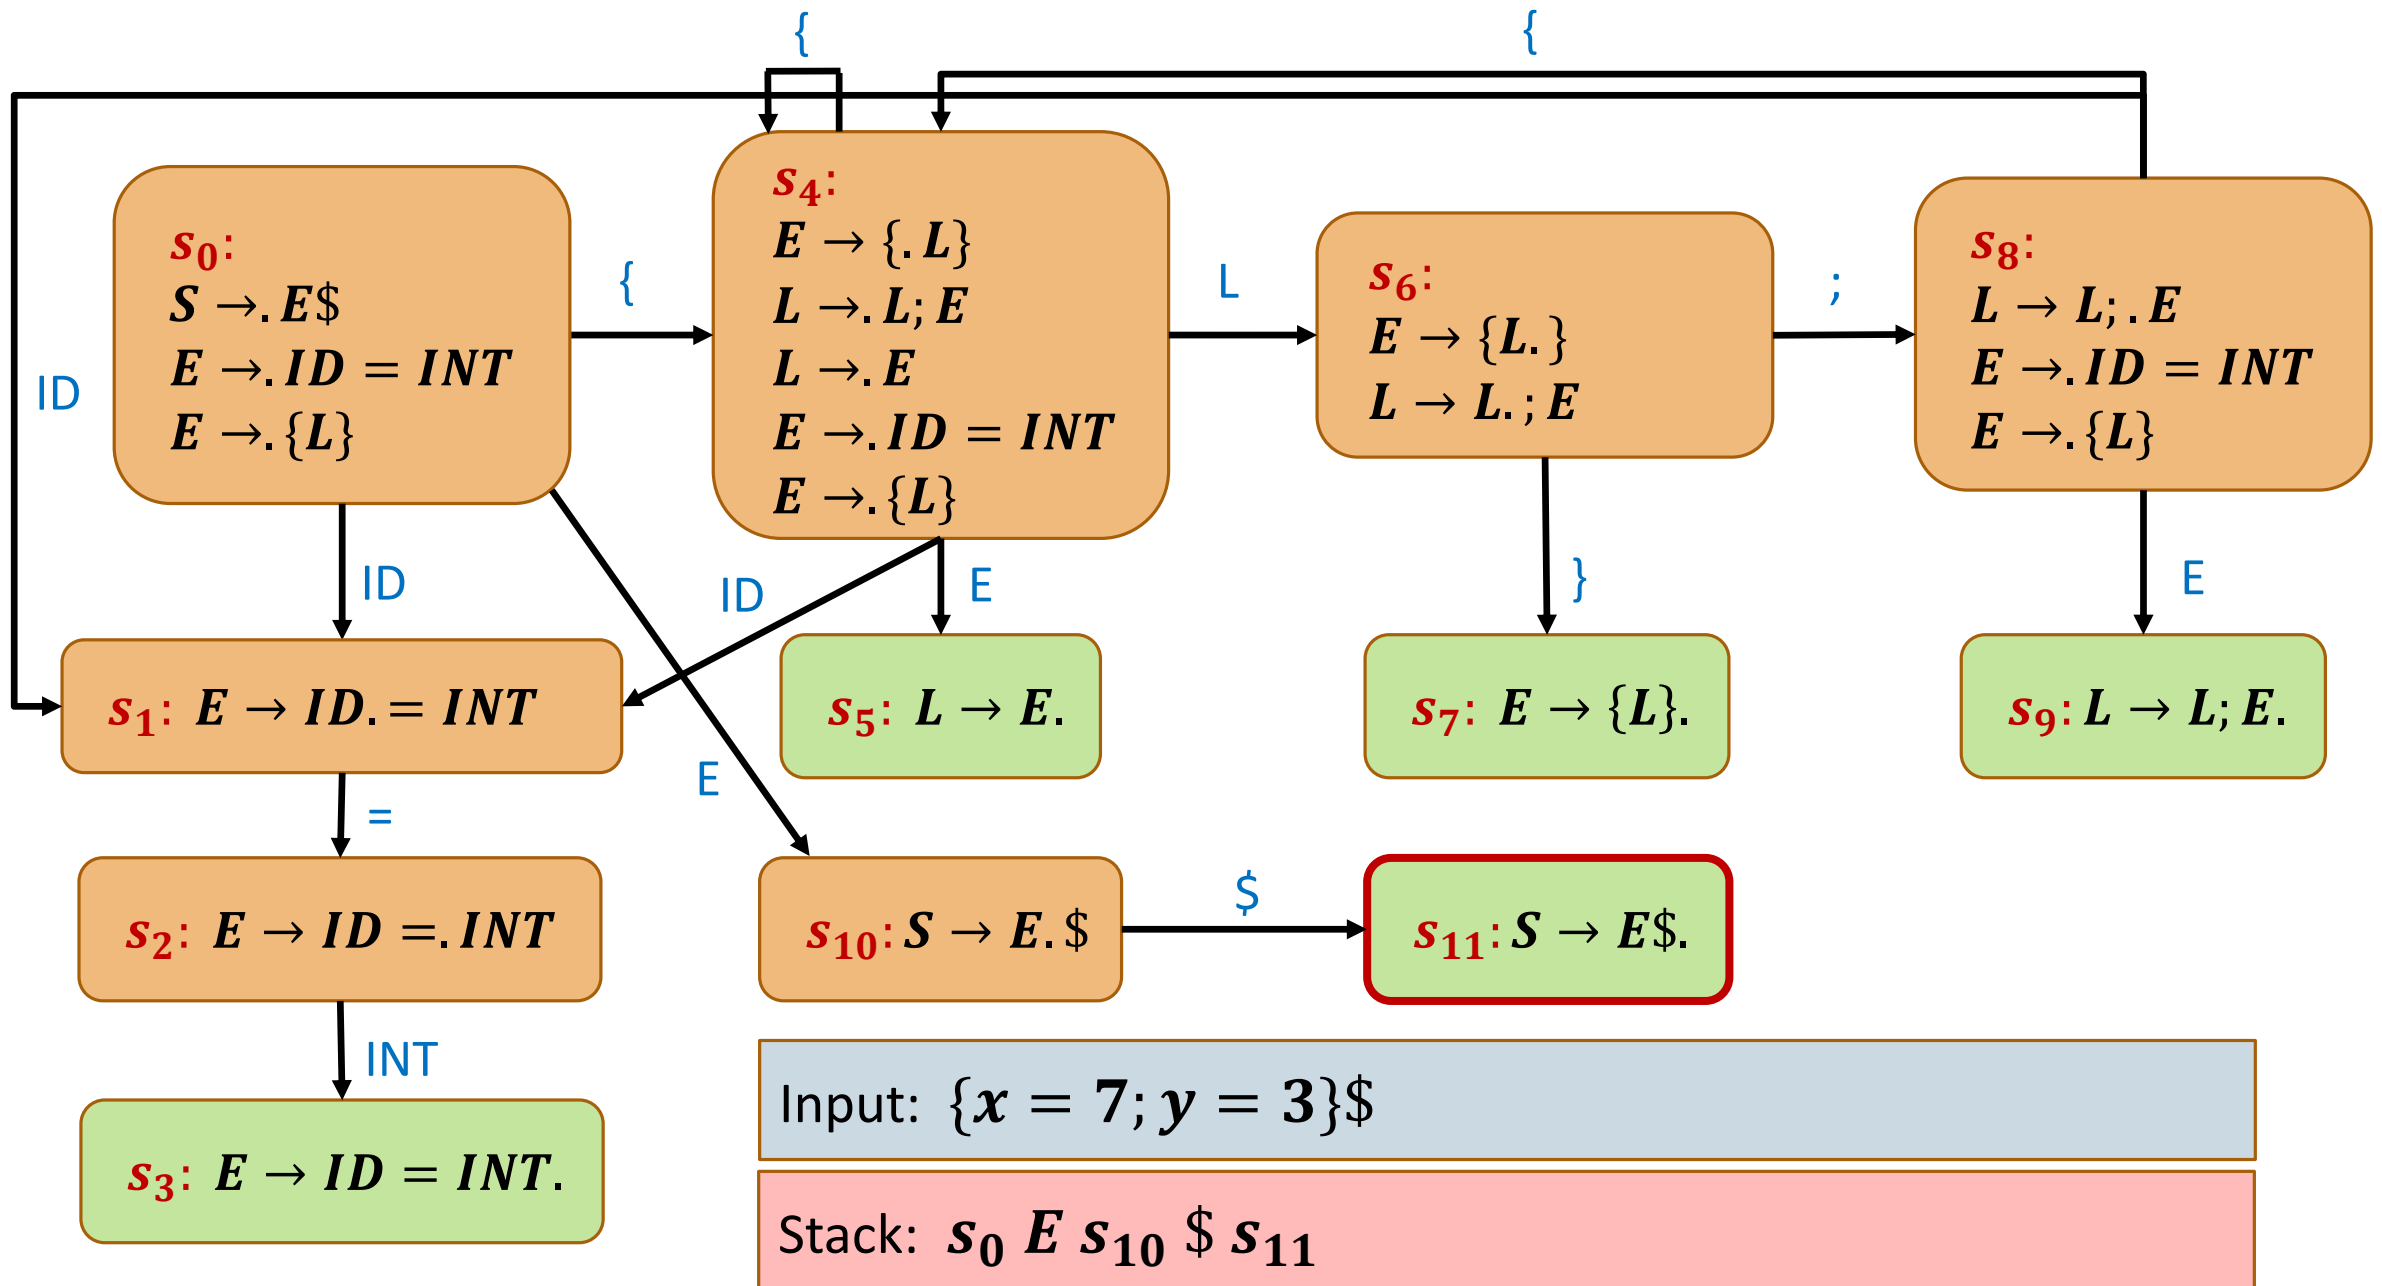 {
{
s0:
S →. E$
E →. ID = INT
E →. {L}
{
s4:
E → {. L}
L →. L; E
L →. E
E →. ID = INT
E →. {L}
L
s6:
E → {L. }
L → L. ; E
;
s8:
L → L; . E
E →. ID = INT
E →. {L}
ID
ID
ID
E
}
E
s1: E → ID. = INT
s5: L → E.
s7: E → {L}.
s9: L → L; E.
=
E
s2: E → ID =. INT
s10: S → E. $
$
s11: S → E$.
INT
s3: E → ID = INT.
Input: {x = 7; y = 3}$
Stack: s0 E s10 $ s11